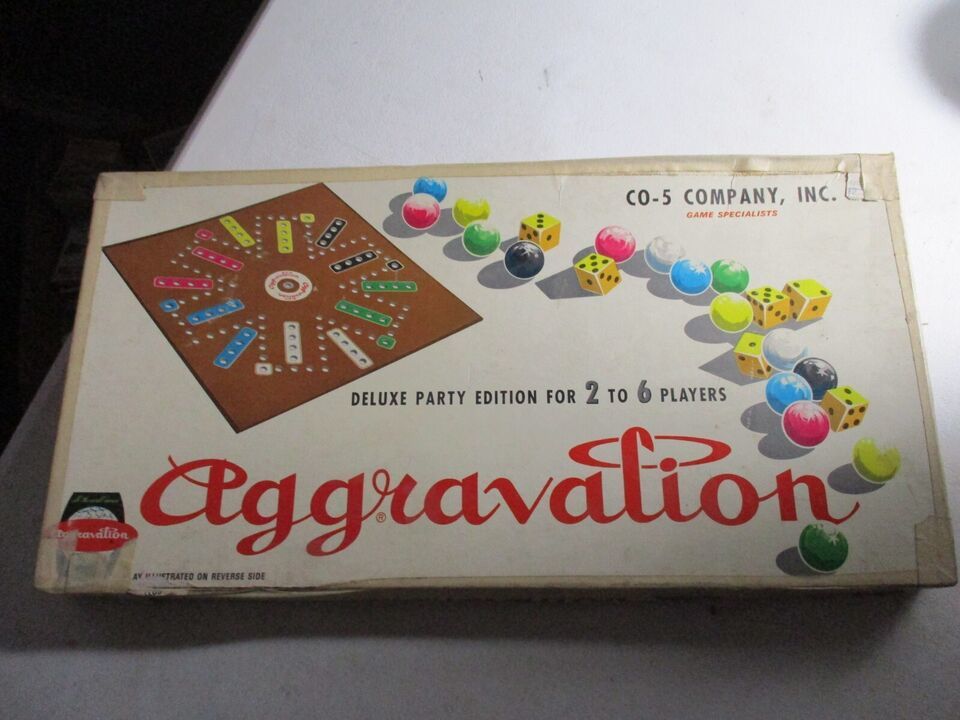 CO-5 COMPANY, INC.
GAME SPECIALISTS
Aggravation
DELUXE PARTY EDITION FOR 2 TO 6 PLAYERS
Aggravation®
ILLUSTRATED ON REVERSE SIDE